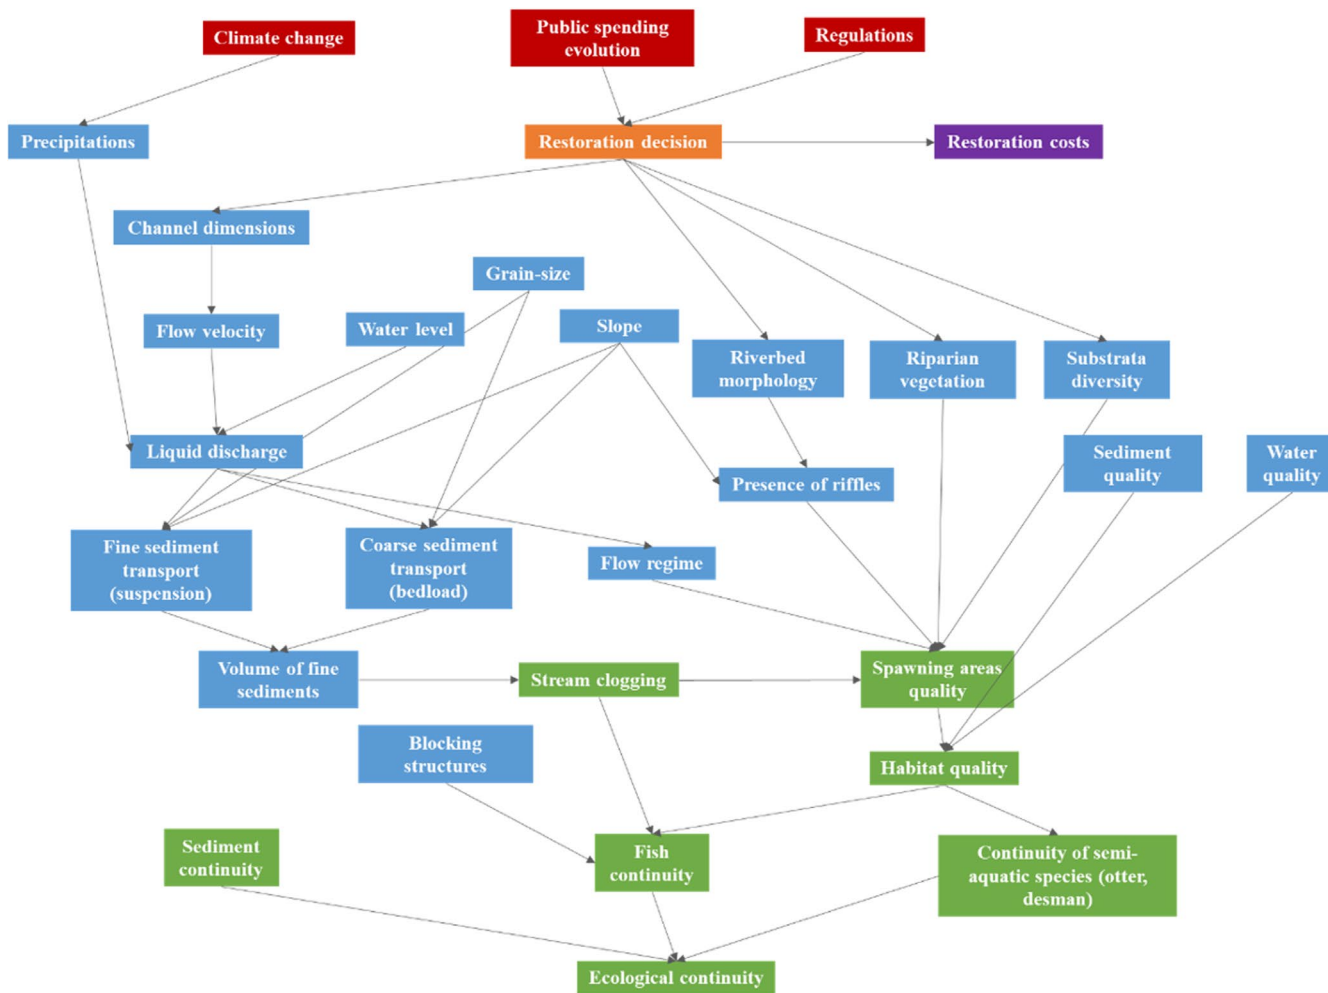 Climate change
Public spending
evolution
Regulations
Precipitations
Restoration decision
Restoration costs
Channel dimensions
Grain-size
Flow velocity
Water level
Slope
Riverbed
morphology
Riparian
vegetation
Substrata
diversity
Liquid discharge
Sediment
quality
Water
quality
Presence of riffles
Fine sediment
transport
(suspension)
Coarse sediment
transport
(bedload)
Flow regime
Volume of fine
sediments
Stream clogging
Spawning areas
quality
Blocking
structures
Habitat quality
Sediment
continuity
Fish
continuity
Continuity of semi-
aquatic species (otter,
desman)
Ecological continuity